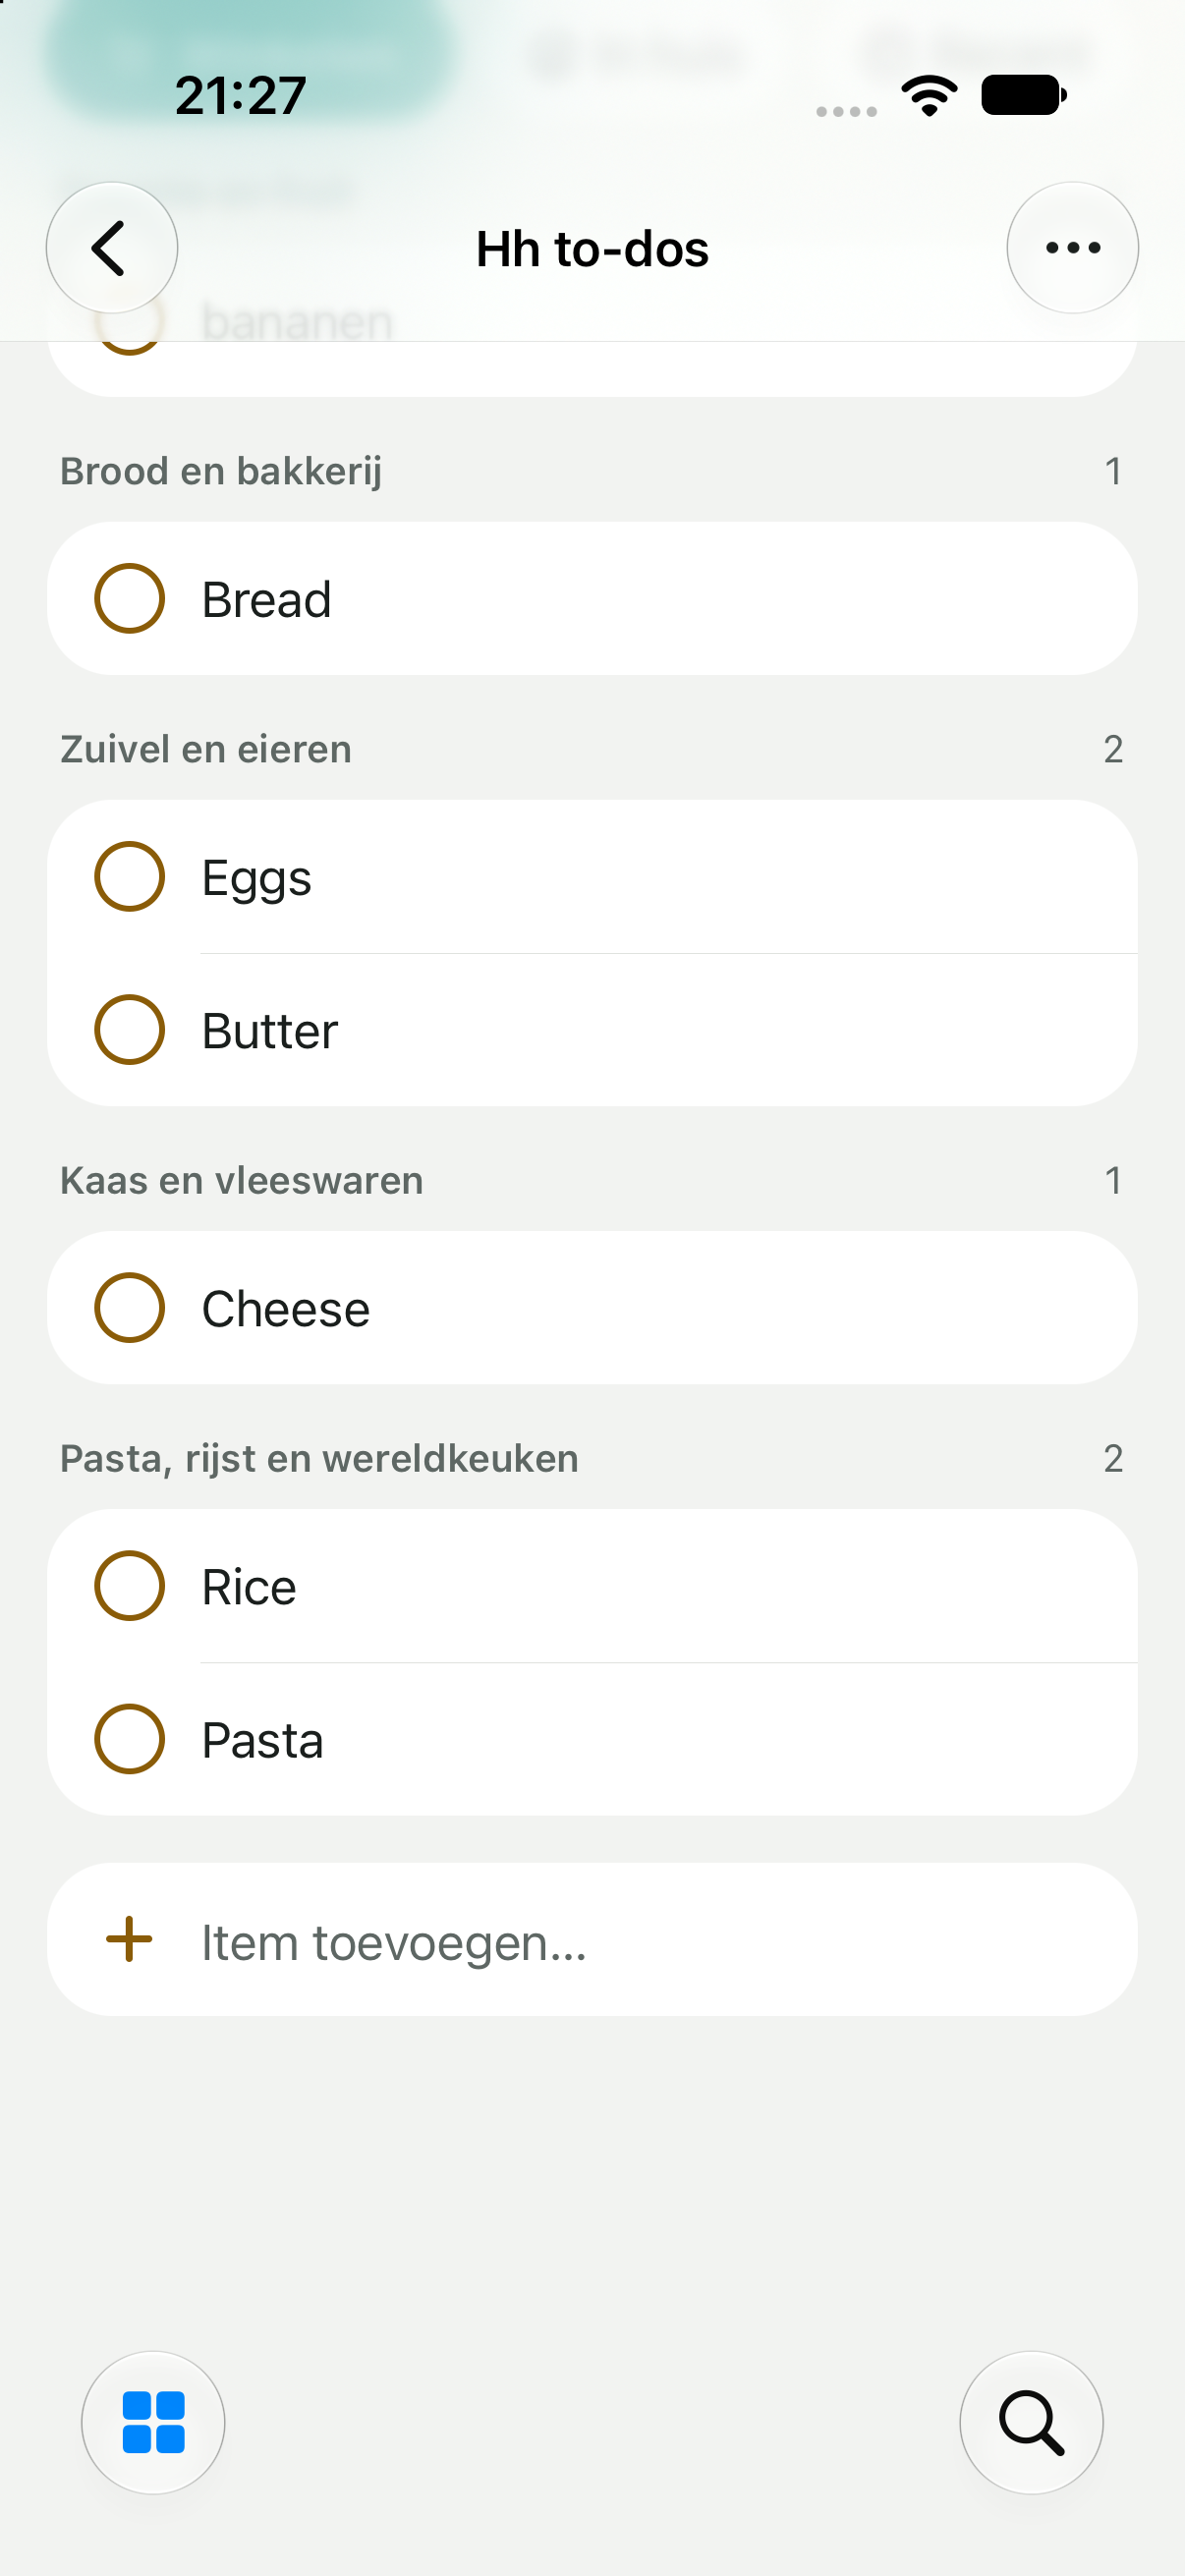 21:27
Hh to-dos
bananen
Brood en bakkerij 1
Bread
Zuivel en eieren 2
Eggs
Butter
Kaas en vleeswaren 1
Cheese
Pasta, rijst en wereldkeuken 2
Rice
Pasta
Item toevoegen...